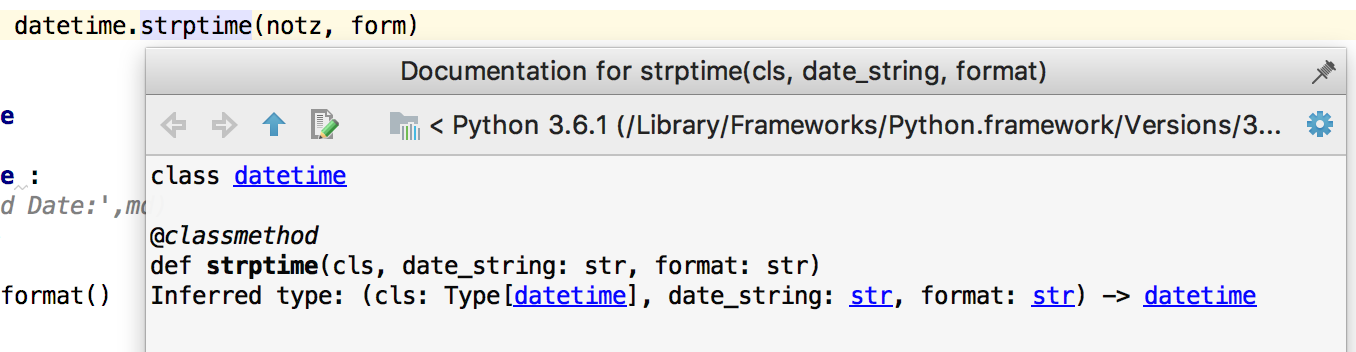 datetime.strptime(notz, form)
Documentation for strptime(cls, date_string, format)
e
< Python 3.6.1 (/Library/Frameworks/Python.framework/Versions/3...
e :
class datetime
d Date:',md)
@classmethod
def strptime(cls, date_string: str, format: str)
format()
Inferred type: (cls: Type[datetime], date_string: str, format: str) -> datetime